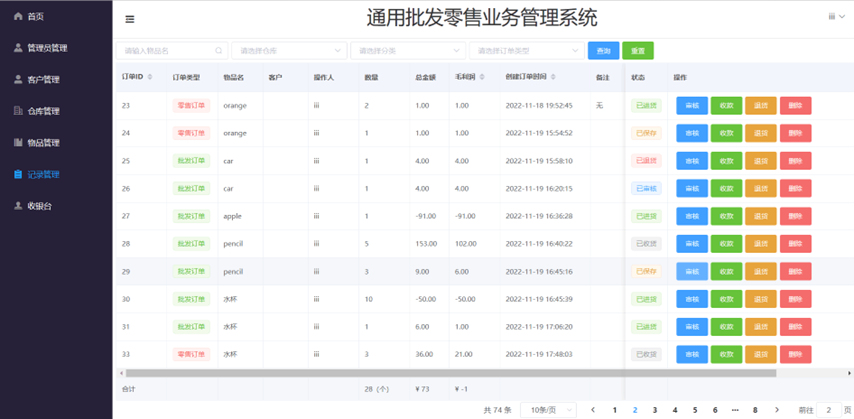 首页
管理员管理
客户管理
仓库管理
物品管理
记录管理
收银台
通用批发零售业务管理系统
iii
请输入物品名 请选择仓库 请选择分类 请选择订单类型 查询 重置
订单ID 订单类型 物品名 客户 操作人 数量 总金额 毛利润 创建订单时间 备注 状态 操作
23 零售订单 orange iii 2 1.00 1.00 2022-11-18 19:52:45 无 已进货 审核 收款 退货 删除
24 零售订单 orange iii 1 1.00 1.00 2022-11-19 15:54:52 已保存 审核 收款 退货 删除
25 批发订单 car iii 1 4.00 4.00 2022-11-19 15:58:10 已退货 审核 收款 退货 删除
26 批发订单 car iii 1 4.00 4.00 2022-11-19 16:20:15 已审核 审核 收款 退货 删除
27 批发订单 apple iii 1 -91.00 -91.00 2022-11-19 16:36:28 已进货 审核 收款 退货 删除
28 批发订单 pencil iii 5 153.00 102.00 2022-11-19 16:40:22 已收货 审核 收款 退货 删除
29 批发订单 pencil iii 3 9.00 6.00 2022-11-19 16:45:16 已保存 审核 收款 退货 删除
30 批发订单 水杯 iii 10 -50.00 -50.00 2022-11-19 16:45:39 已进货 审核 收款 退货 删除
31 批发订单 水杯 iii 1 6.00 1.00 2022-11-19 17:06:20 已进货 审核 收款 退货 删除
33 零售订单 水杯 iii 3 36.00 21.00 2022-11-19 17:48:03 已收货 审核 收款 退货 删除
合计 28（个） ¥ 73 ¥ -1
共 74 条 10条/页 1 2 3 4 5 6 ··· 8 前往 2 页